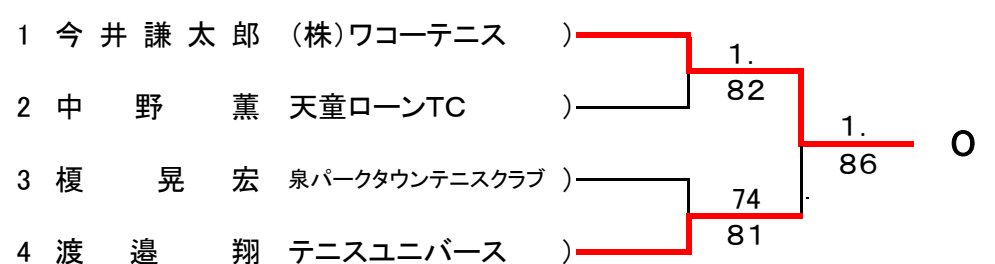 1 今井謙太郎 (株)ワコーテニス )
1.
82
2 中野薫 天童ローンTC )
1.
86
O
3 榎晃宏 泉パークタウンテニスクラブ )
74
81
4 渡邉翔 テニスユニバース )